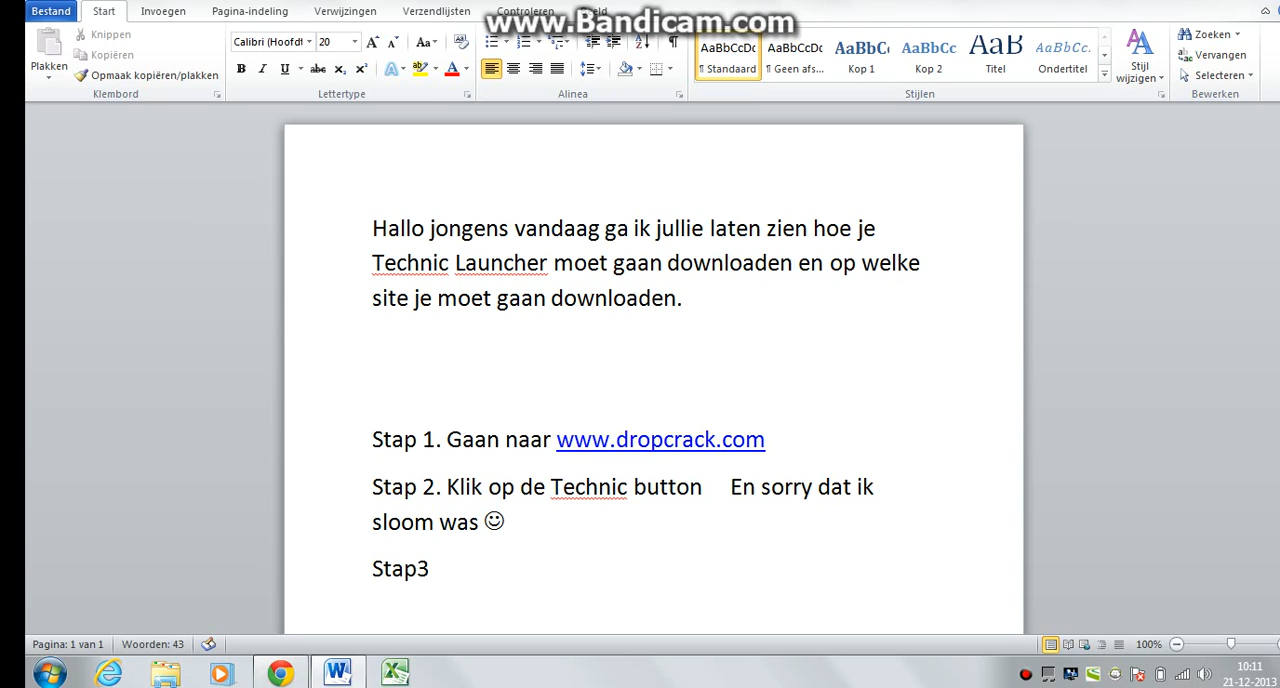 www.Bandicam.com
Bestand Start Invoegen Pagina-indeling Verwijzingen Verzendlijsten Controleren
Knippen
Kopiëren
Plakken
Opmaak kopiëren/plakken
Klembord
Calibri (Hoofdt 20
Lettertype
Alinea
AaBbCcDc AaBbCcDc AaBbC AaBbCc AaB AaBbCc.
Standaard Geen afs... Kop 1 Kop 2 Titel Ondertitel
Stijl wijzigen
Stijlen
Zoeken
Vervangen
Selecteren
Bewerken
Hallo jongens vandaag ga ik jullie laten zien hoe je
Technic Launcher moet gaan downloaden en op welke
site je moet gaan downloaden.
Stap 1. Gaan naar www.dropcrack.com
Stap 2. Klik op de Technic button En sorry dat ik
sloom was ☺
Stap3
Pagina: 1 van 1 Woorden: 43 100%
10:11
21-12-2013